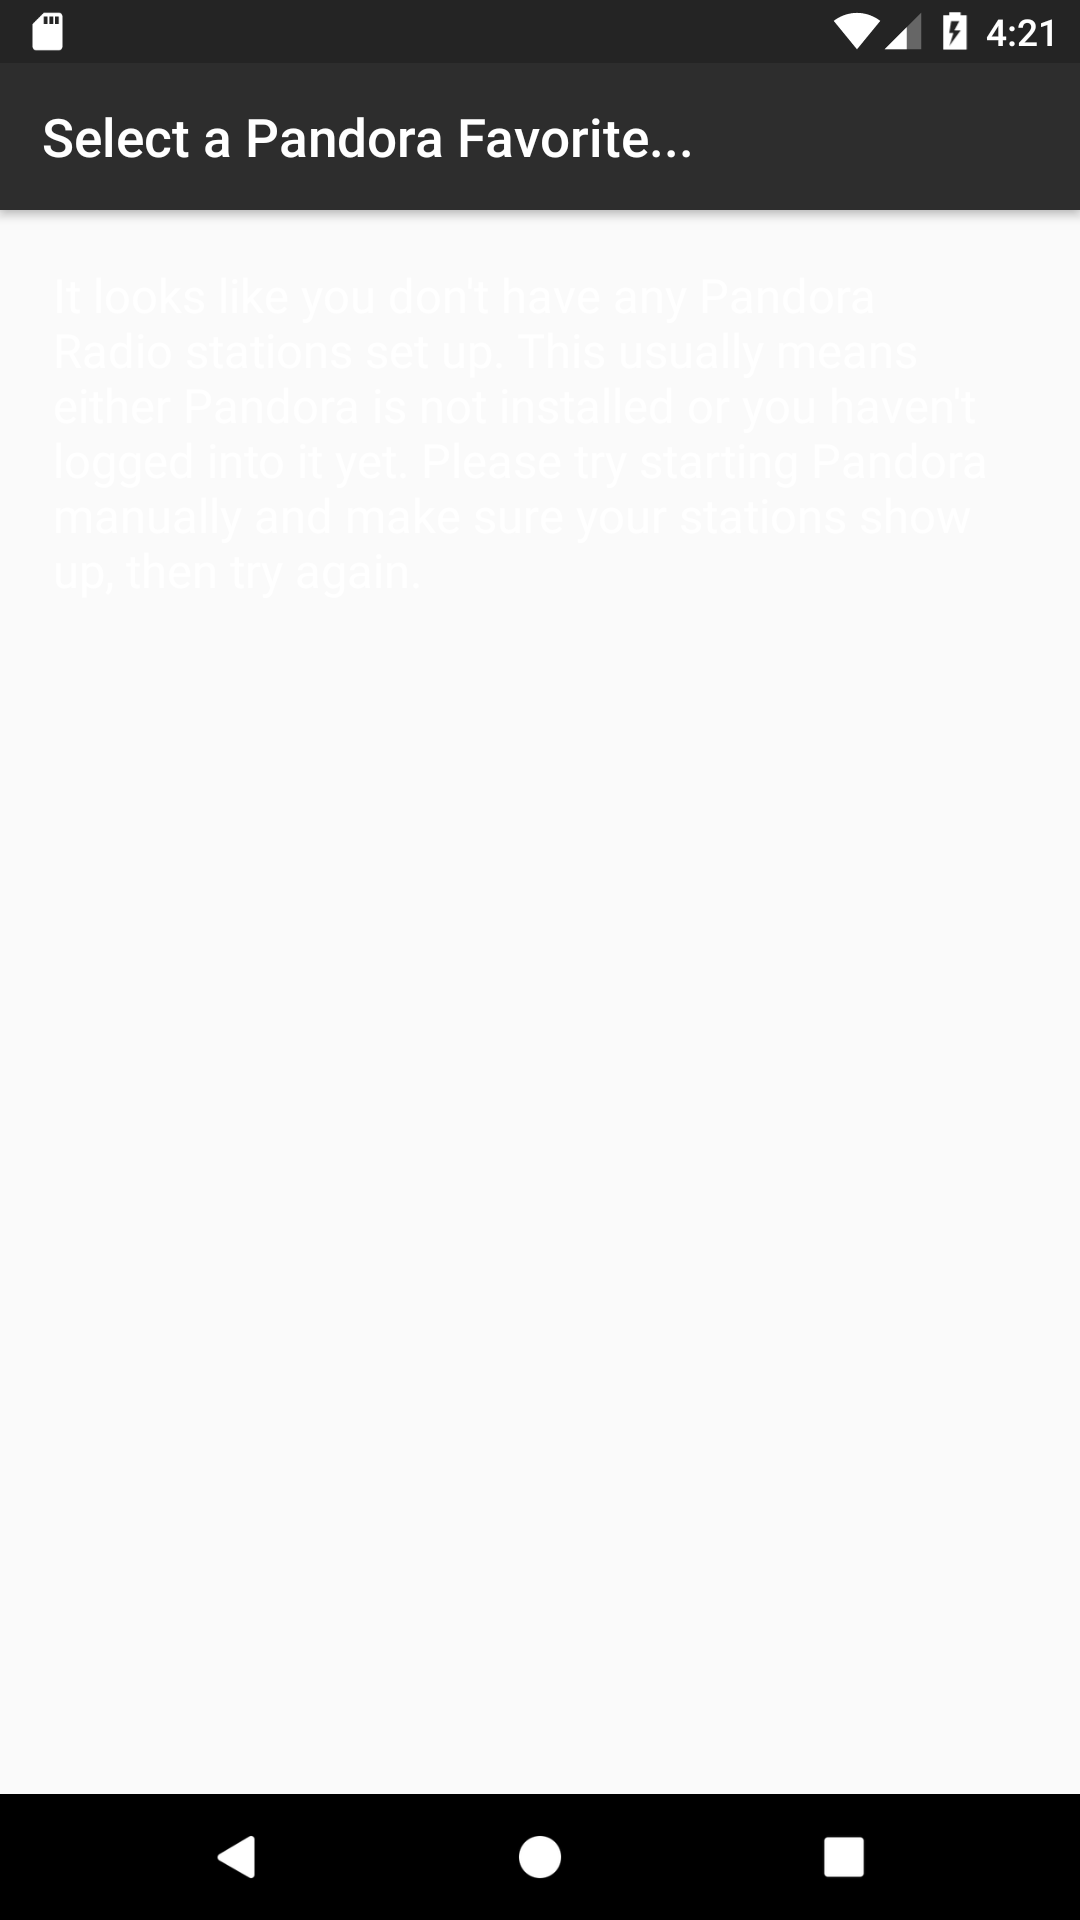 4:21
Select a Pandora Favorite...
It looks like you don't have any Pandora
Radio stations set up. This usually means
either Pandora is not installed or you haven't
logged into it yet. Please try starting Pandora
manually and make sure your stations show
up, then try again.